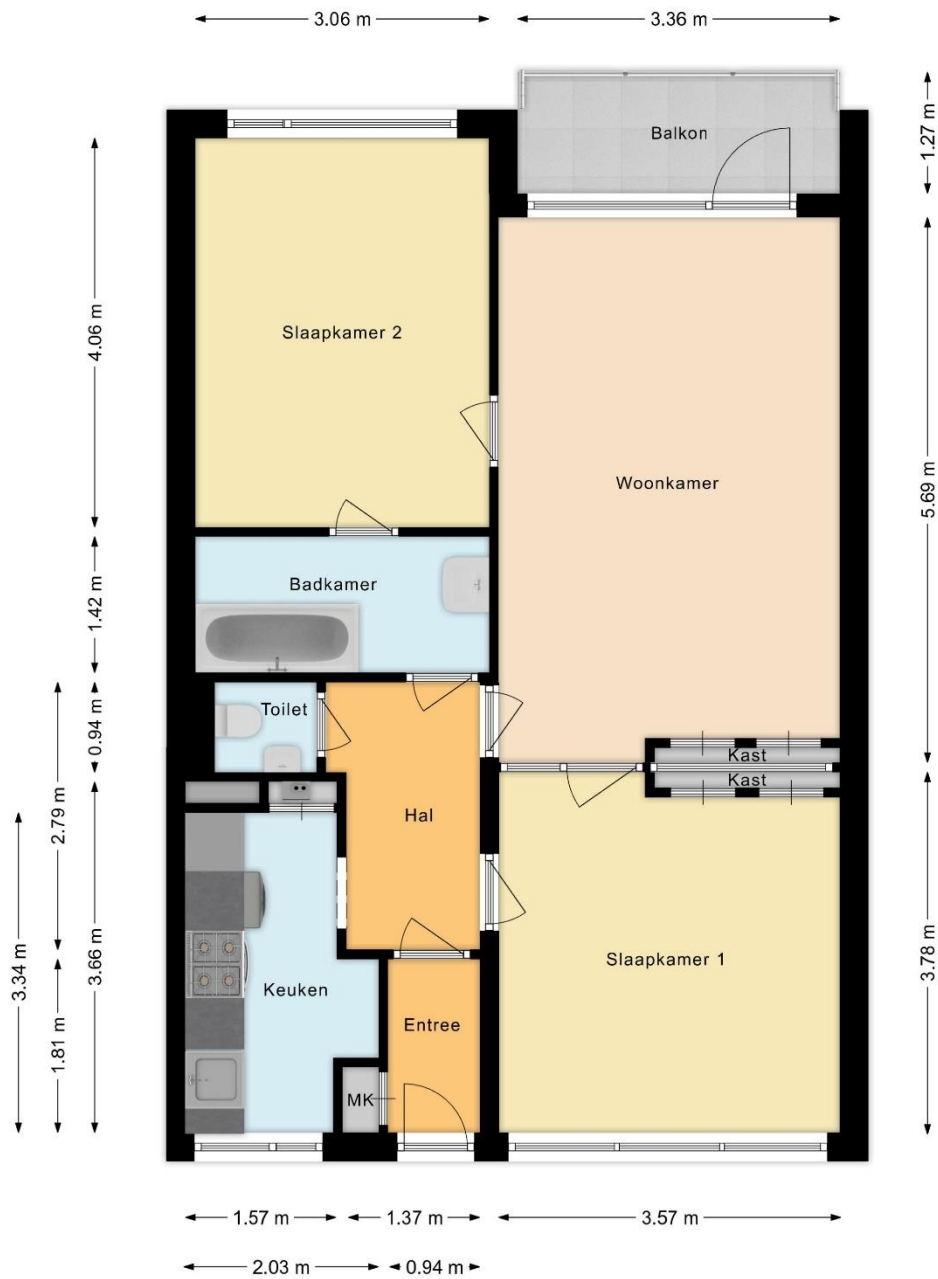 3.06 m
3.36 m
Balkon
1.27 m
4.06 m
Slaapkamer 2
Woonkamer
5.69 m
Badkamer
1.42 m
Toilet
0.94 m
Kast
Kast
2.79 m
Hal
3.34 m
3.66 m
Slaapkamer 1
3.78 m
Keuken
Entree
1.81 m
MK
1.57 m
1.37 m
3.57 m
2.03 m
0.94 m